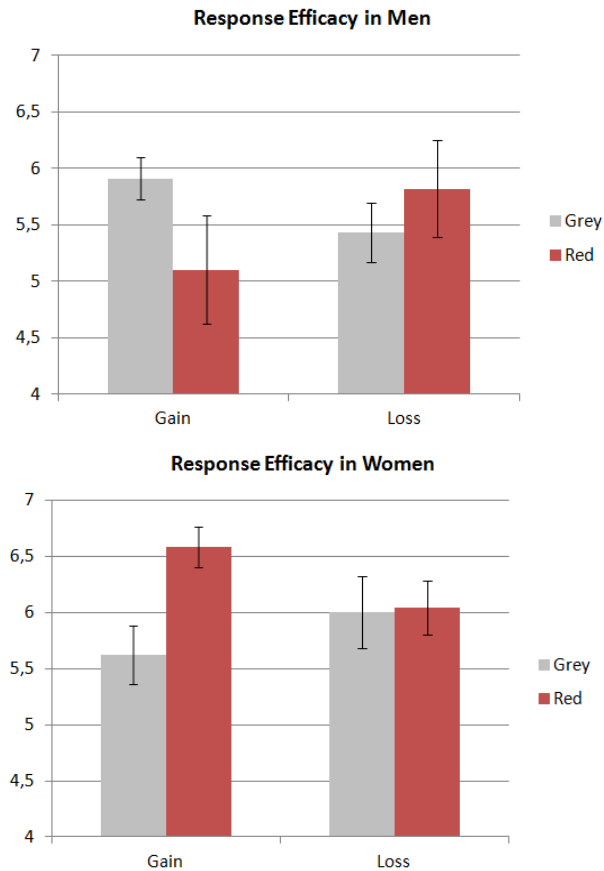 Response Efficacy in Men
7
6,5
6
5,5
5
4,5
4
Gain Loss
Grey
Red
Response Efficacy in Women
7
6,5
6
5,5
5
4,5
4
Gain Loss
Grey
Red